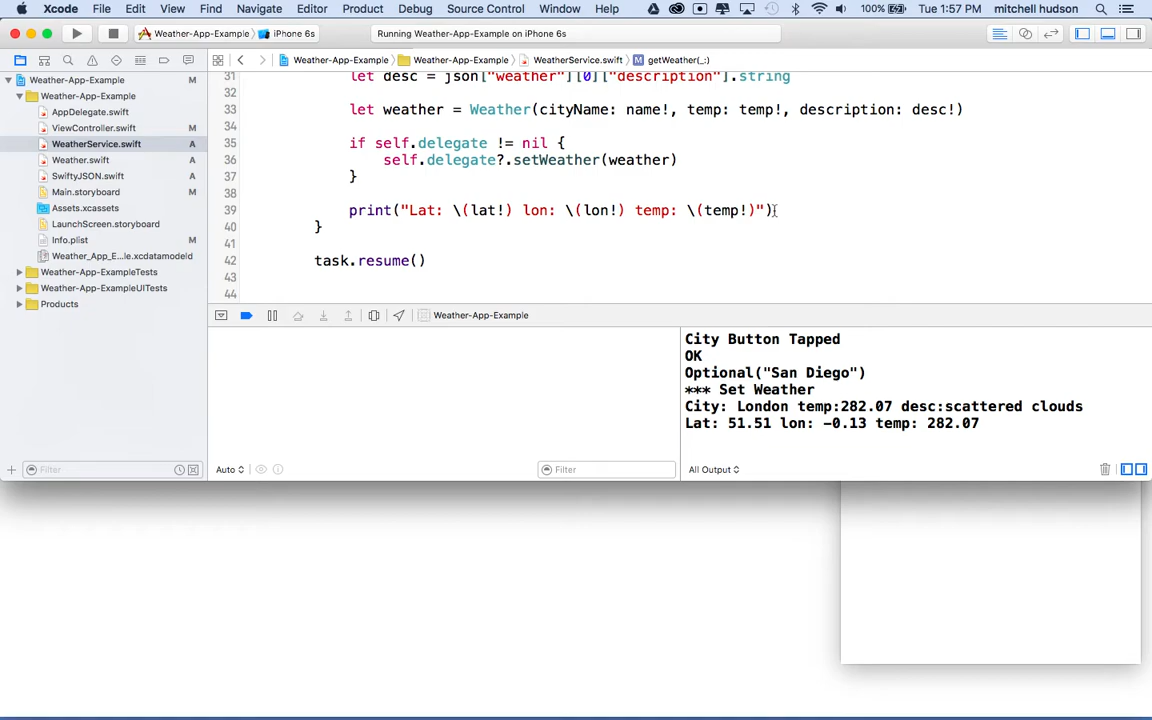 Xcode File Edit View Find Navigate Editor Product Debug Source Control Window Help 100% Tue 1:57 PM mitchell hudson
Weather-App-Example iPhone 6s Running Weather-App-Example on iPhone 6s
Weather-App-Example Weather-App-Example WeatherService.swift M getWeather(_:)
Weather-App-Example M
Weather-App-Example
AppDelegate.swift
ViewController.swift M
WeatherService.swift A
Weather.swift A
SwiftyJSON.swift A
Main.storyboard M
Assets.xcassets
LaunchScreen.storyboard
Info.plist M
Weather_App_E...le.xcdatamodeld
Weather-App-ExampleTests
Weather-App-ExampleUITests
Products
Filter
31 let desc = json["weather"][0]["description"].string
32
33 let weather = Weather(cityName: name!, temp: temp!, description: desc!)
34
35 if self.delegate != nil {
36 self.delegate?.setWeather(weather)
37 }
38
39 print("Lat: \(lat!) lon: \(lon!) temp: \(temp!)")
40 }
41
42 task.resume()
43
44
Weather-App-Example
City Button Tapped
OK
Optional("San Diego")
*** Set Weather
City: London temp:282.07 desc:scattered clouds
Lat: 51.51 lon: -0.13 temp: 282.07
Auto Filter All Output